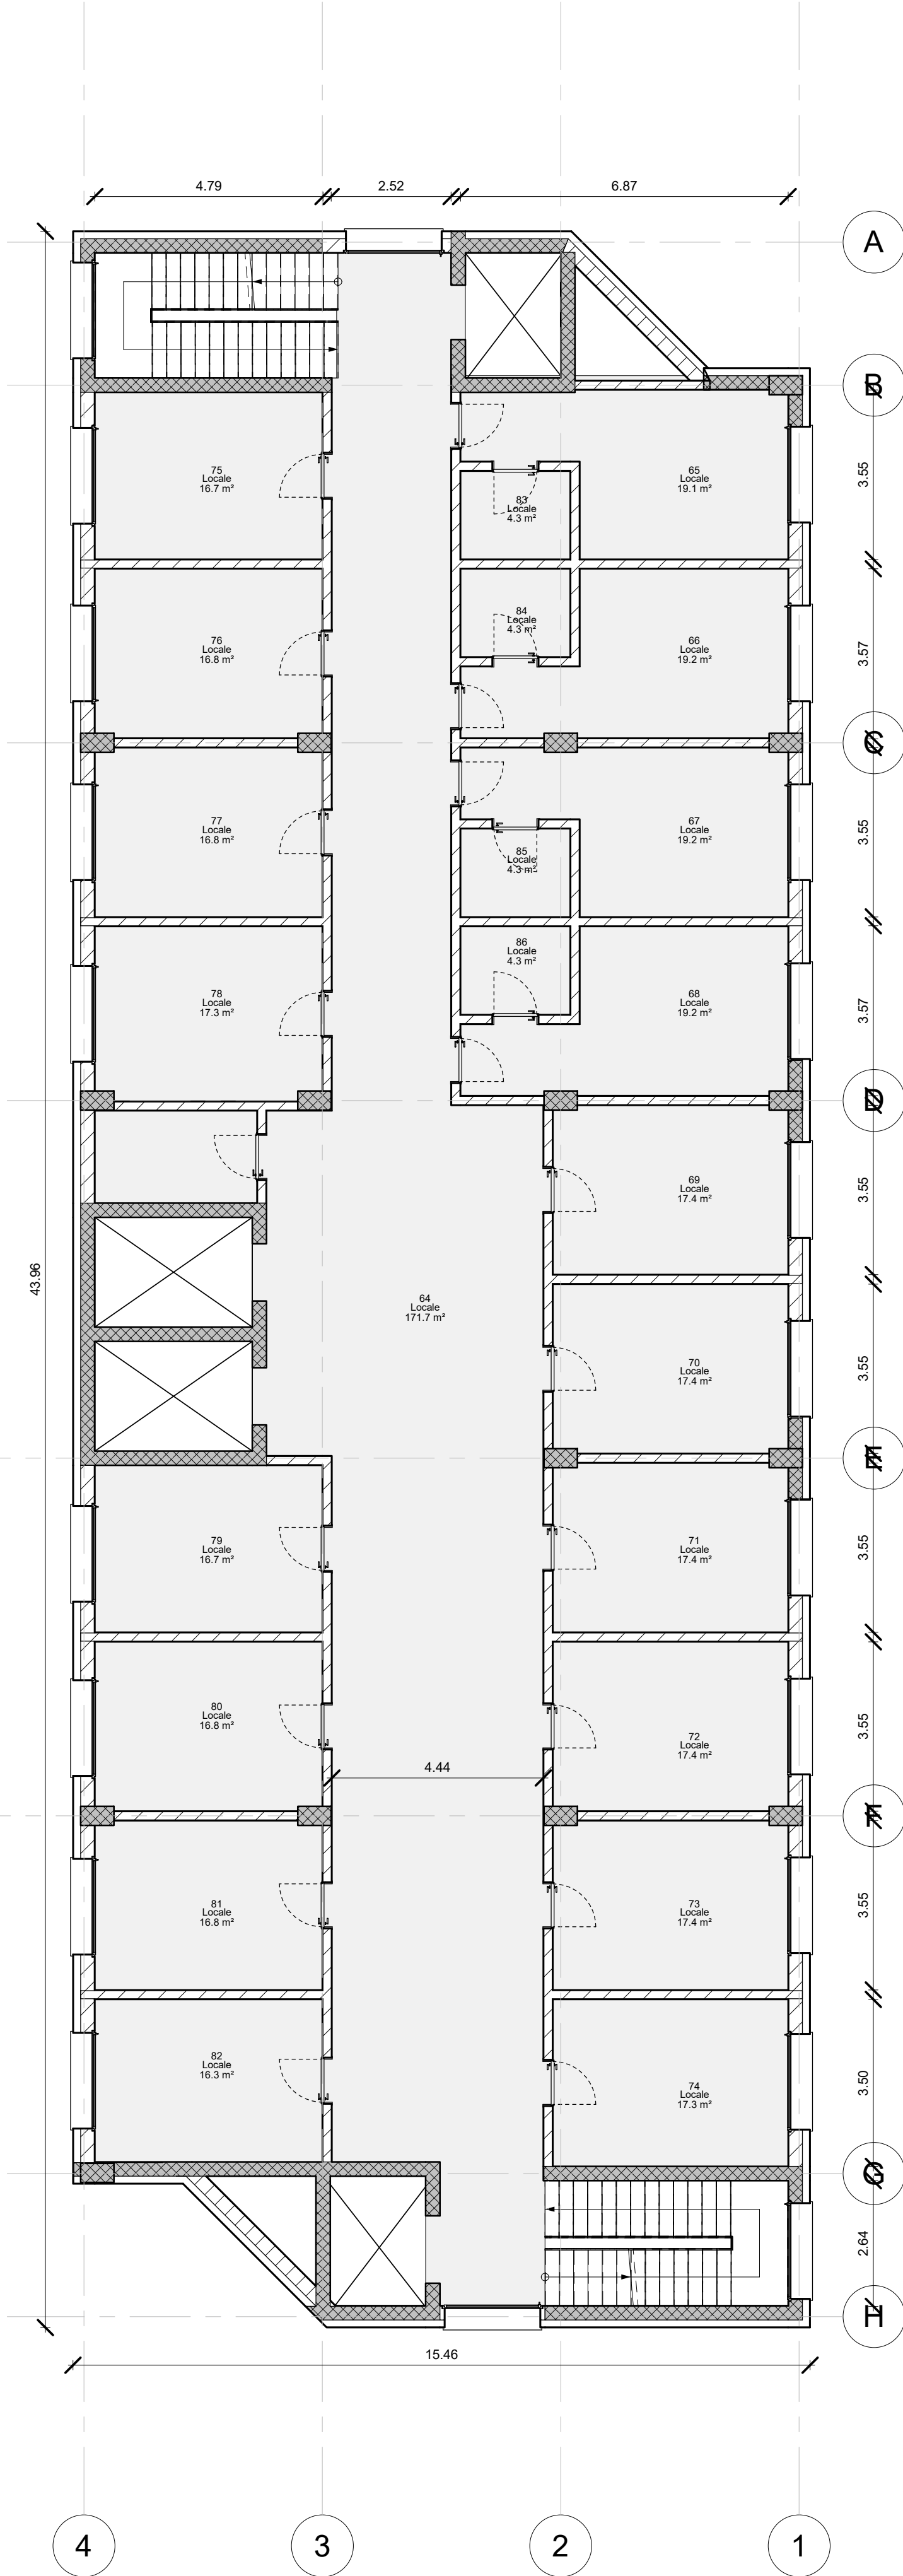 4.79
2.52
6.87
A
B
75
Locale
16.7 m²
65
Locale
19.1 m²
3.55
83
Locale
4.3 m²
84
Locale
4.3 m²
76
Locale
16.8 m²
66
Locale
19.2 m²
3.57
C
77
Locale
16.8 m²
67
Locale
19.2 m²
3.55
85
Locale
4.3 m²
86
Locale
4.3 m²
78
Locale
17.3 m²
68
Locale
19.2 m²
3.57
D
69
Locale
17.4 m²
3.55
43.96
64
Locale
171.7 m²
70
Locale
17.4 m²
3.55
E
79
Locale
16.7 m²
71
Locale
17.4 m²
3.55
80
Locale
16.8 m²
72
Locale
17.4 m²
3.55
4.44
F
81
Locale
16.8 m²
73
Locale
17.4 m²
3.55
82
Locale
16.3 m²
74
Locale
17.3 m²
3.50
G
2.64
H
15.46
4
3
2
1